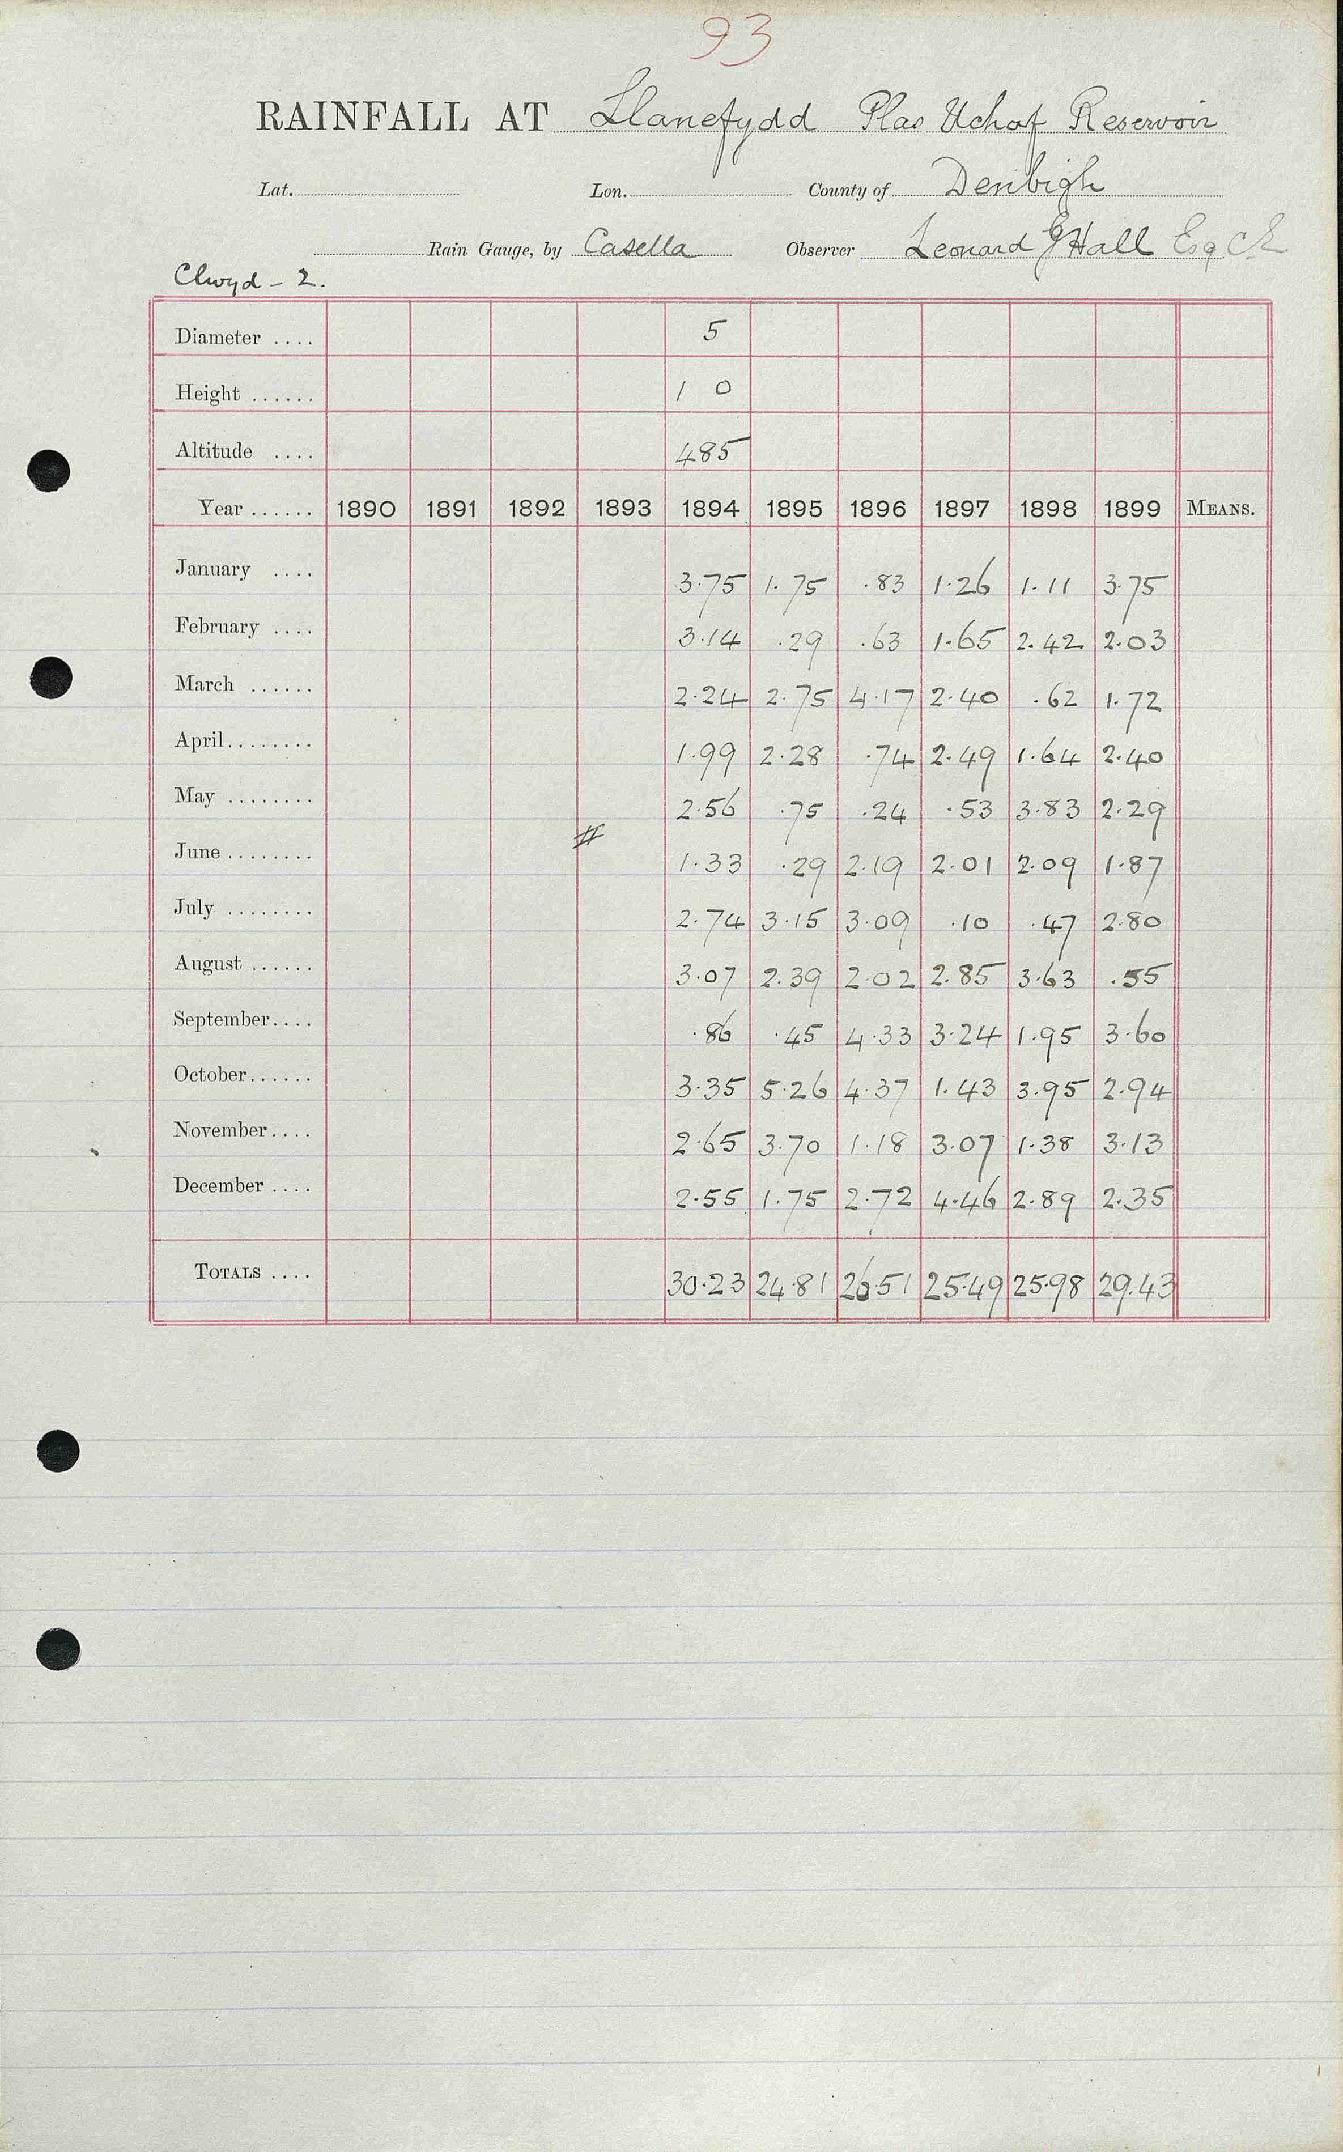 93
RAINFALL AT Llanefydd Plas Uchaf Reservoir
Lat. Lon. County of Denbigh
Rain Gauge, by Casella Observer Leonard G Hall Esq C.E
Clwyd - 2.
Diameter .... 5
Height ...... 1 0
Altitude .... 485
Year ...... 1890 1891 1892 1893 1894 1895 1896 1897 1898 1899 MEANS.
January .... 3.75 1.75 .83 1.26 1.11 3.75
February .... 3.14 .29 .63 1.65 2.42 2.03
March ...... 2.24 2.75 4.17 2.40 .62 1.72
April........ 1.99 2.28 .74 2.49 1.64 2.40
May ........ 2.56 .75 .24 .53 3.83 2.29
June ........ # 1.33 .29 2.19 2.01 2.09 1.87
July ........ 2.74 3.15 3.09 .10 .47 2.80
August ...... 3.07 2.39 2.02 2.85 3.63 .55
September.... .86 .45 4.33 3.24 1.95 3.60
October...... 3.35 5.26 4.37 1.43 3.95 2.94
November.... 2.65 3.70 1.18 3.07 1.38 3.13
December .... 2.55 1.75 2.72 4.46 2.89 2.35
TOTALS .... 30.23 24.81 26.51 25.49 25.98 29.43